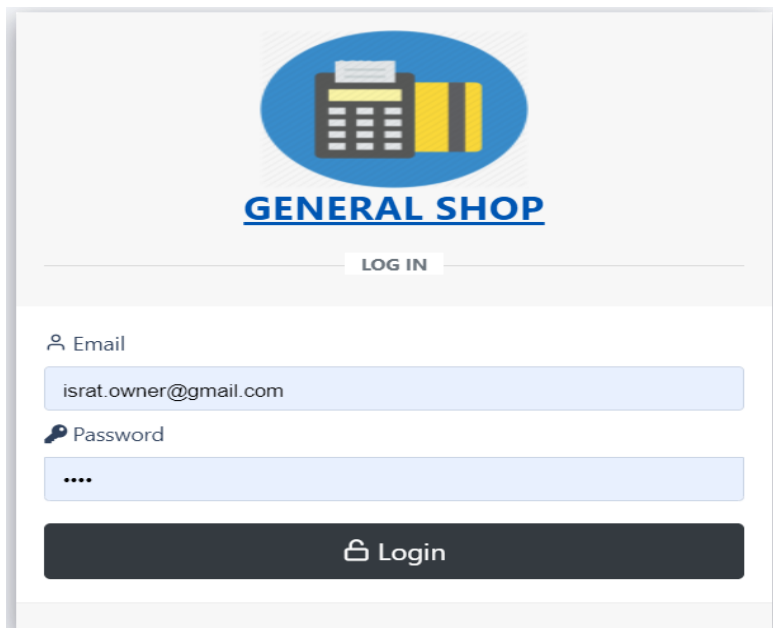 GENERAL SHOP
LOG IN
Email
israt.owner@gmail.com
Password
••••
Login